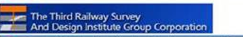 The Third Railway Survey
And Design Institute Group Corporation